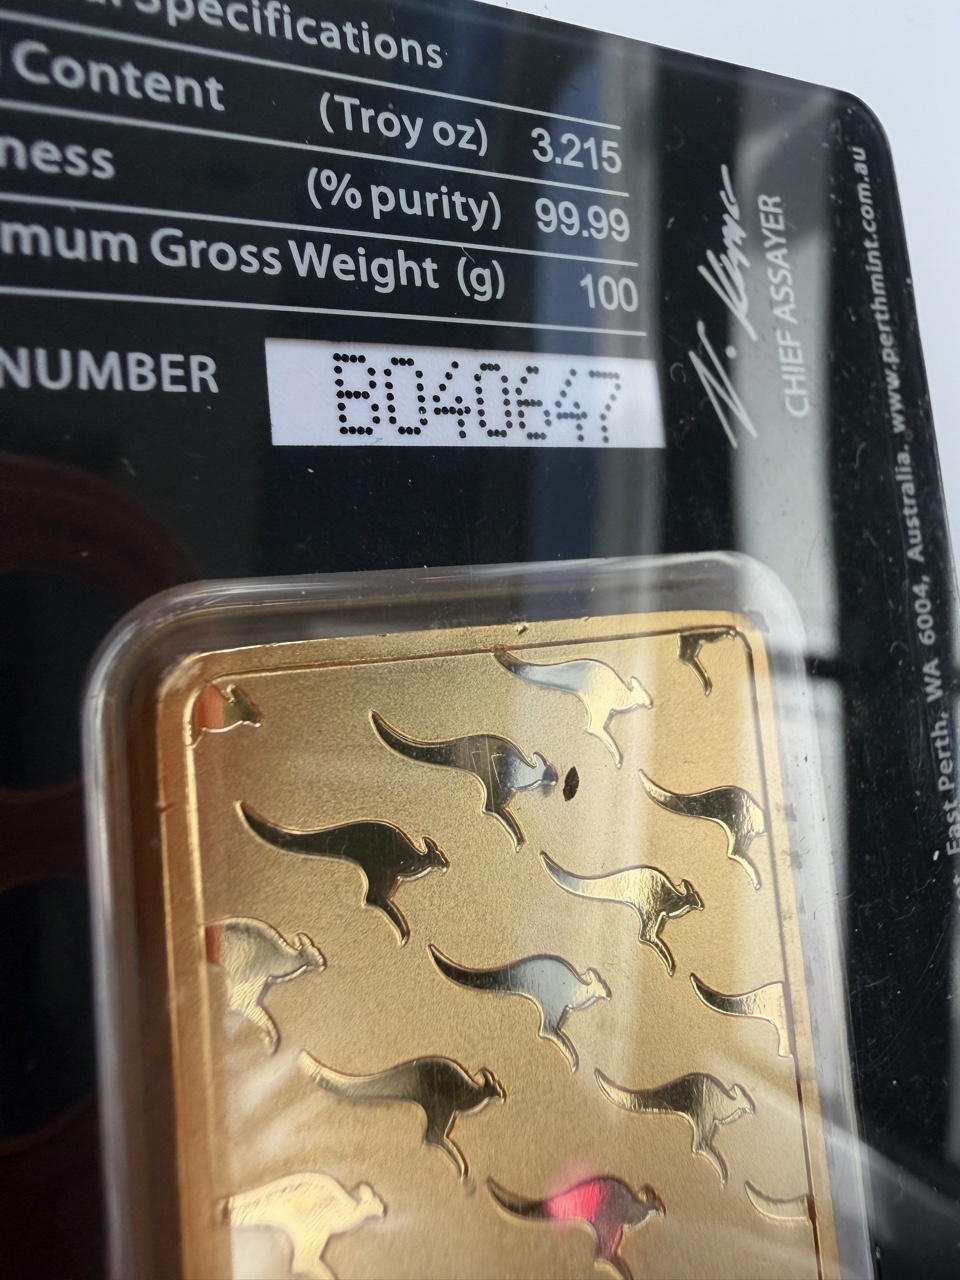 Specifications
Content (Troy oz) 3.215
ness (% purity) 99.99
mum Gross Weight (g) 100
NUMBER B040647
N.
CHIEF ASSAYER
East Perth, WA 6004, Australia. www.perthmint.com.au